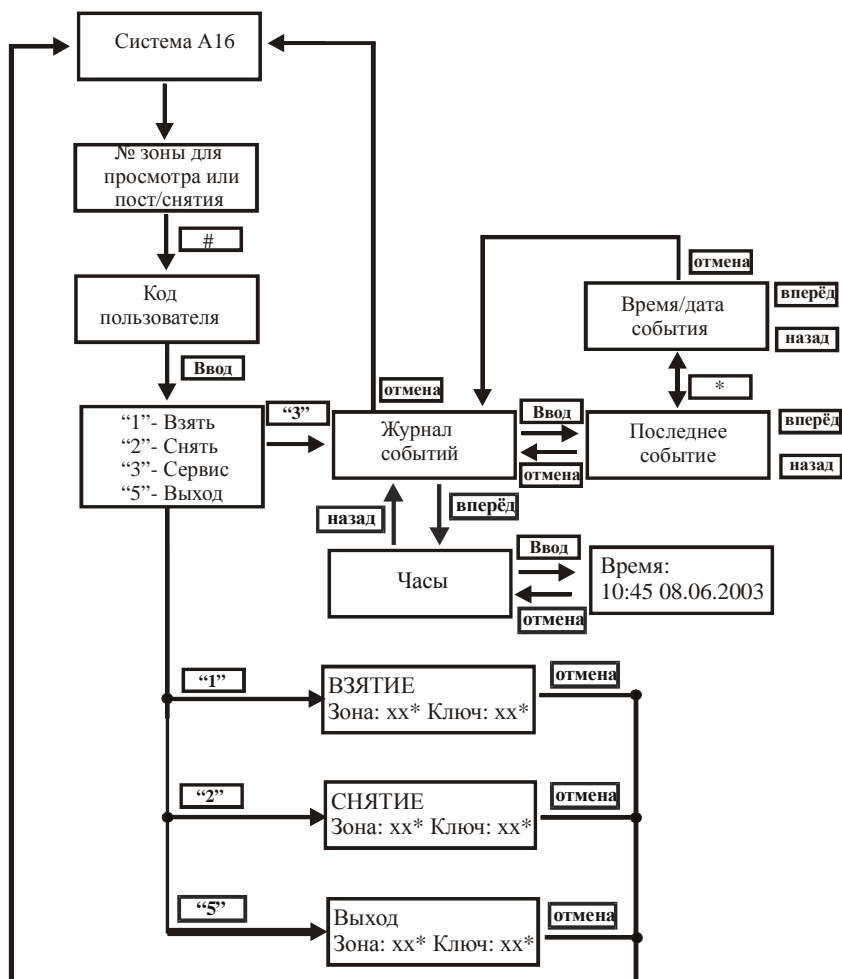 Система А16
№ зоны для
просмотра или
пост/снятия
#
Код
пользователя
Ввод
“1”- Взять
“2”- Снять
“3”- Сервис
“5”- Выход
“3”
отмена
Журнал
событий
Ввод
отмена
отмена
Время/дата
события
вперёд
назад
*
Последнее
событие
вперёд
назад
назад
вперёд
Часы
Ввод
отмена
Время:
10:45 08.06.2003
“1”
ВЗЯТИЕ
Зона: хх* Ключ: хх*
отмена
“2”
СНЯТИЕ
Зона: хх* Ключ: хх*
отмена
“5”
Выход
Зона: хх* Ключ: хх*
отмена